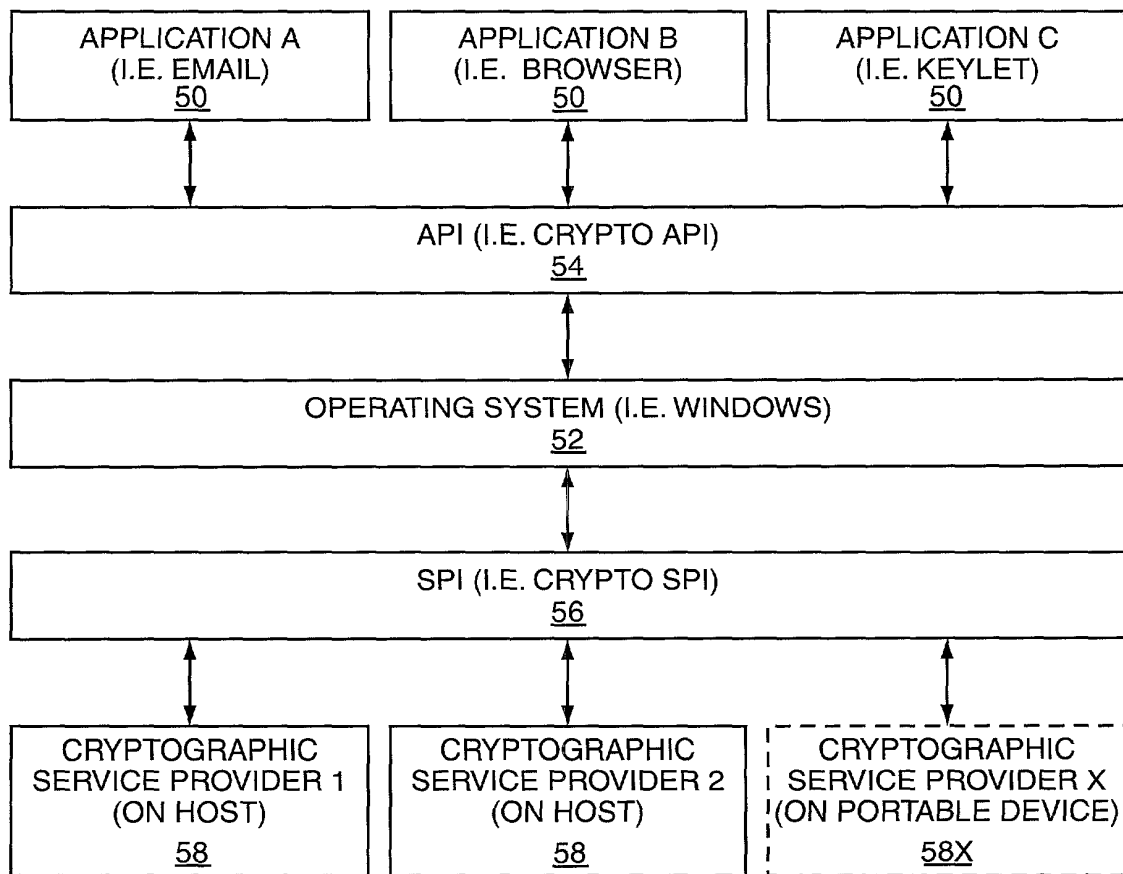 APPLICATION A
(I.E. EMAIL)
50
APPLICATION B
(I.E. BROWSER)
50
APPLICATION C
(I.E. KEYLET)
50
API (I.E. CRYPTO API)
54
OPERATING SYSTEM (I.E. WINDOWS)
52
SPI (I.E. CRYPTO SPI)
56
CRYPTOGRAPHIC
SERVICE PROVIDER 1
(ON HOST)
58
CRYPTOGRAPHIC
SERVICE PROVIDER 2
(ON HOST)
58
CRYPTOGRAPHIC
SERVICE PROVIDER X
(ON PORTABLE DEVICE)
58X